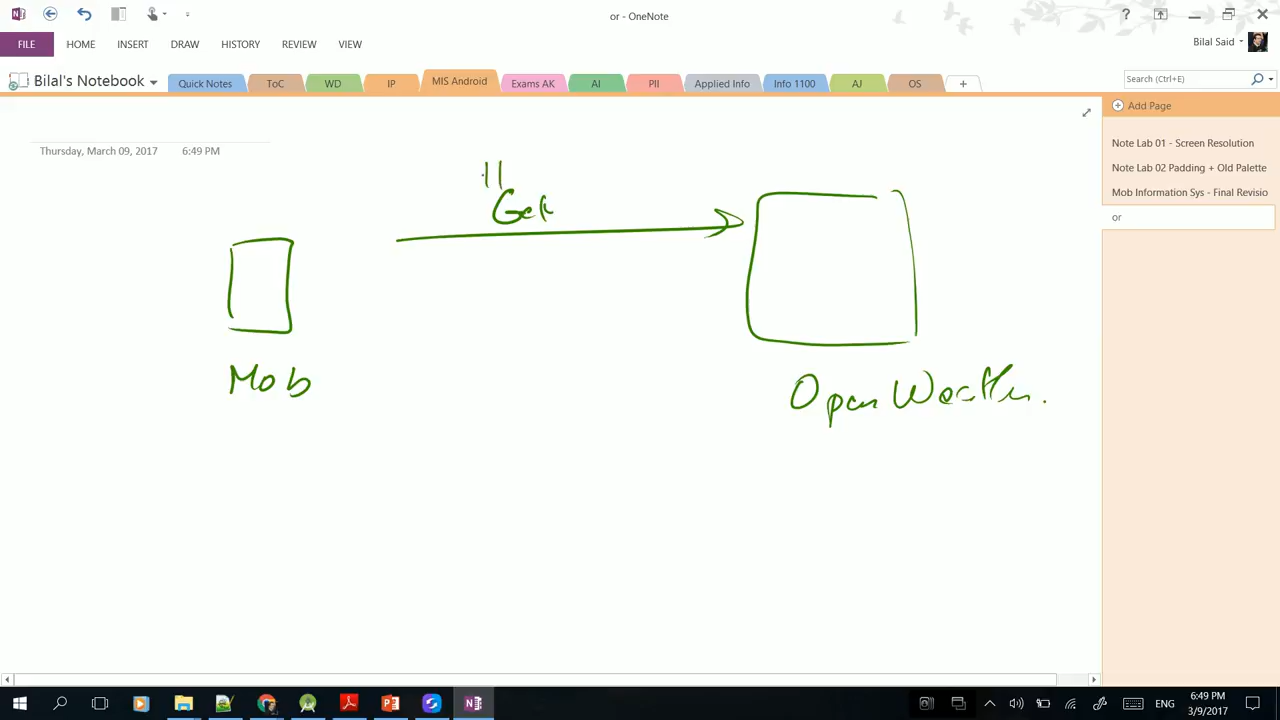 or - OneNote
Bilal Said
FILE HOME INSERT DRAW HISTORY REVIEW VIEW
Bilal's Notebook Quick Notes ToC WD IP MIS Android Exams AK AI PII Applied Info Info 1100 AJ OS + Search (Ctrl+E)
Add Page
Thursday, March 09, 2017 6:49 PM
Note Lab 01 - Screen Resolution
Note Lab 02 Padding + Old Palette
Mob Information Sys - Final Revisio
or
Get
Mob
Open Weather.
6:49 PM
3/9/2017